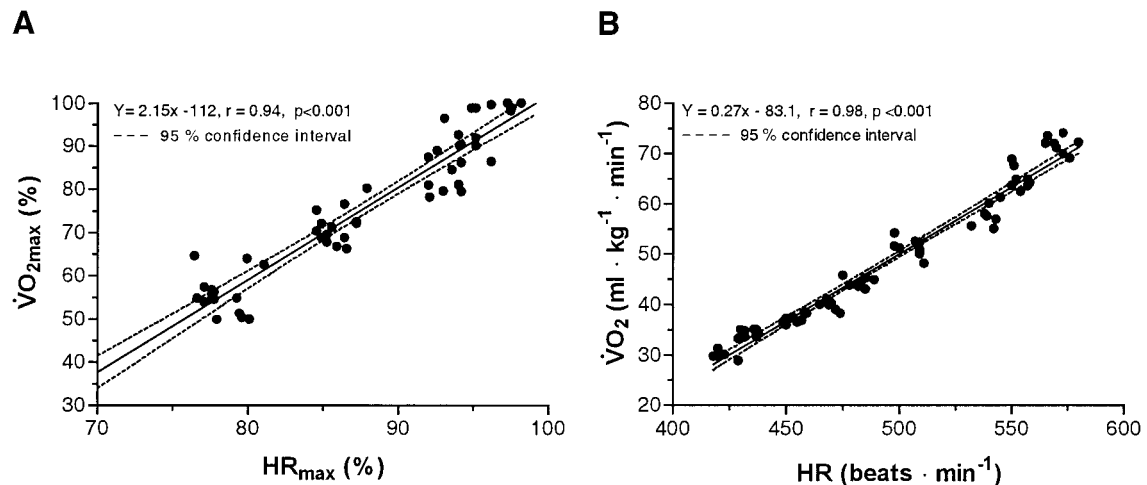 A
Y = 2.15x -112, r = 0.94, p<0.001
--- 95 % confidence interval
100
90
80
70
60
50
40
30
V̇O2max (%)
70
80
90
100
HRmax (%)
B
Y = 0.27x - 83.1, r = 0.98, p <0.001
--- 95 % confidence interval
80
70
60
50
40
30
20
V̇O2 (ml · kg-1 · min-1)
400
450
500
550
600
HR (beats · min-1)